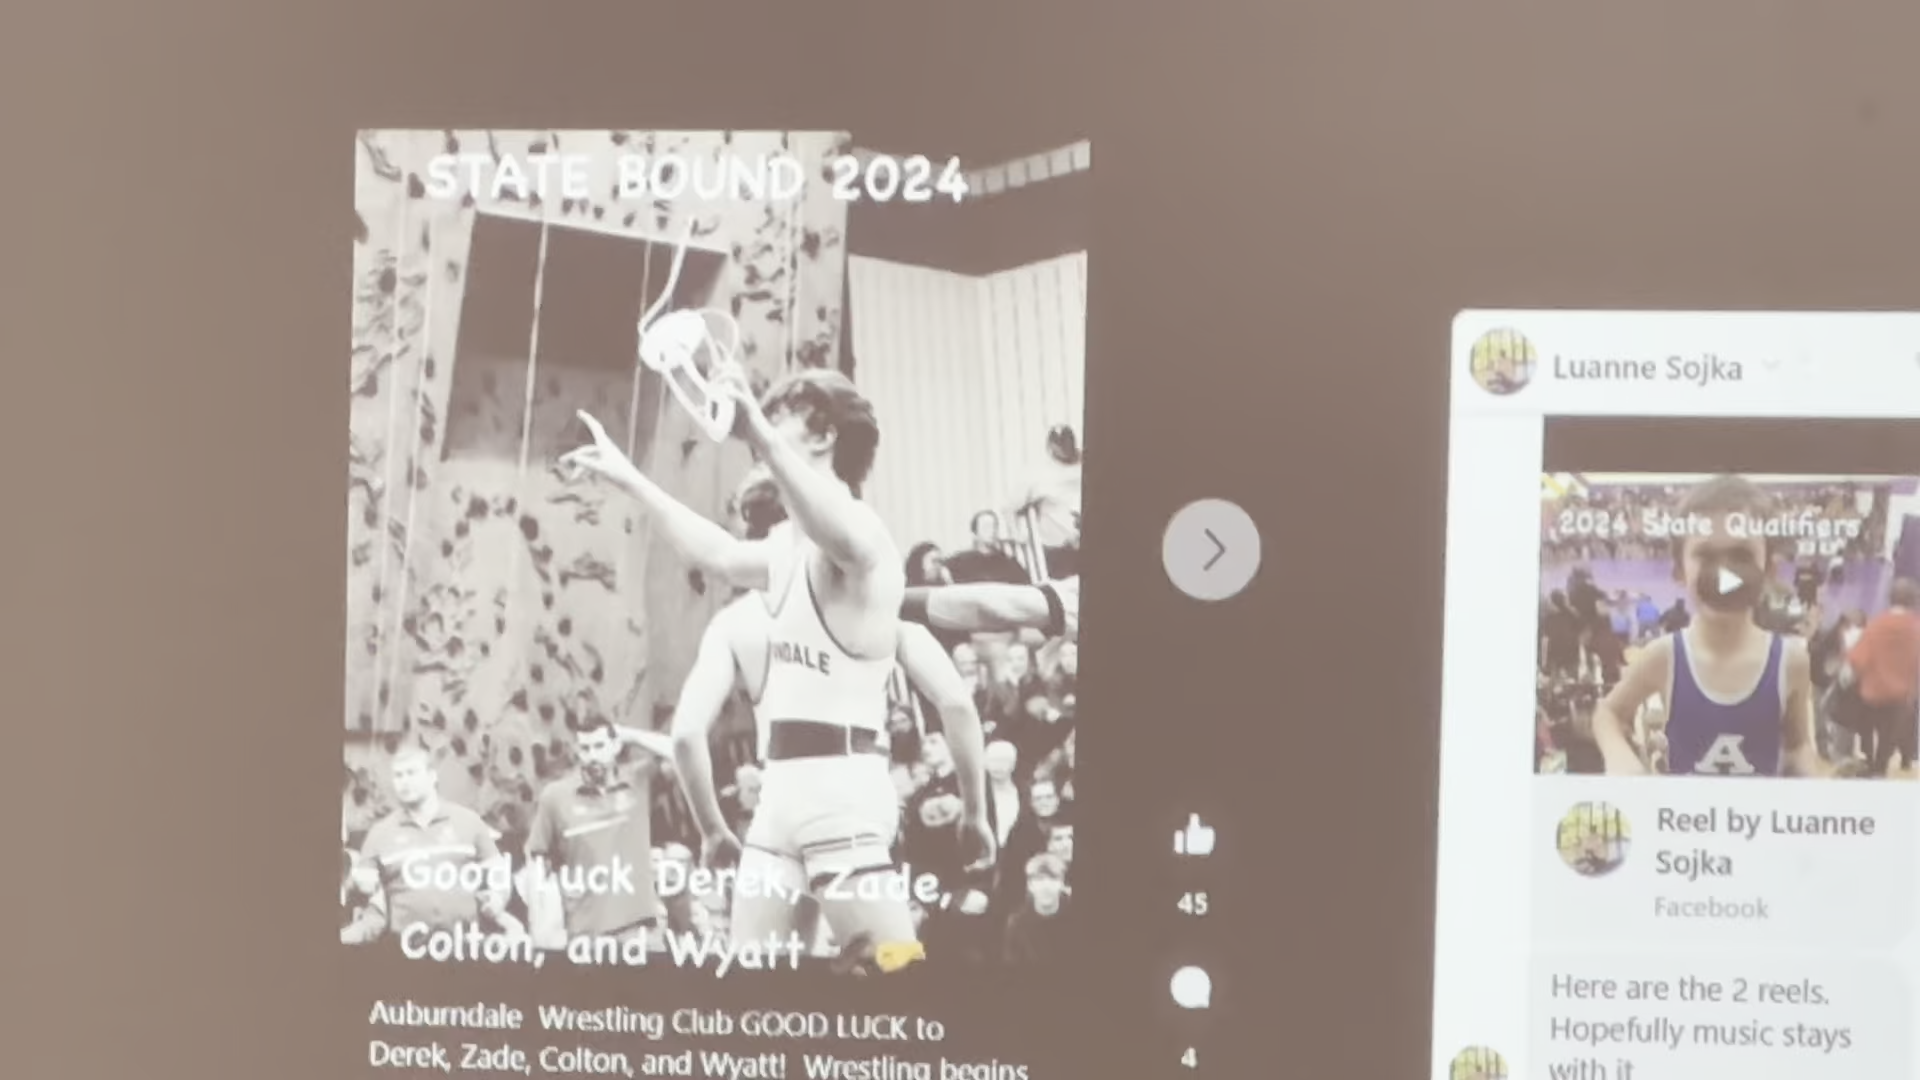 STATE BOUND 2024
NDALE
Good Luck Derek, Zade,
Colton, and Wyatt
Auburndale Wrestling Club GOOD LUCK to
Derek, Zade, Colton, and Wyatt! Wrestling begins
45
4
Luanne Sojka
2024 State Qualifiers
A
Reel by Luanne
Sojka
Facebook
Here are the 2 reels.
Hopefully music stays
with it